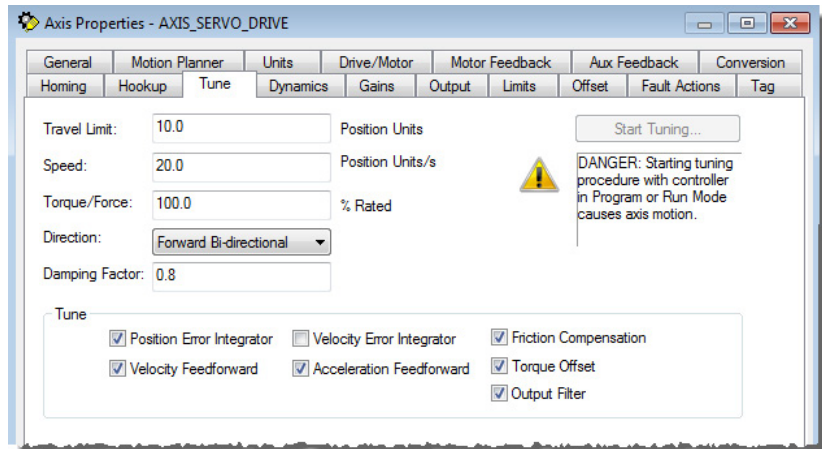 Axis Properties - AXIS_SERVO_DRIVE
General Motion Planner Units Drive/Motor Motor Feedback Aux Feedback Conversion
Homing Hookup Tune Dynamics Gains Output Limits Offset Fault Actions Tag
Travel Limit: 10.0 Position Units Start Tuning...
Speed: 20.0 Position Units/s
DANGER: Starting tuning
procedure with controller
in Program or Run Mode
causes axis motion.
Torque/Force: 100.0 % Rated
Direction: Forward Bi-directional
Damping Factor: 0.8
Tune
Position Error Integrator Velocity Error Integrator Friction Compensation
Velocity Feedforward Acceleration Feedforward Torque Offset
Output Filter